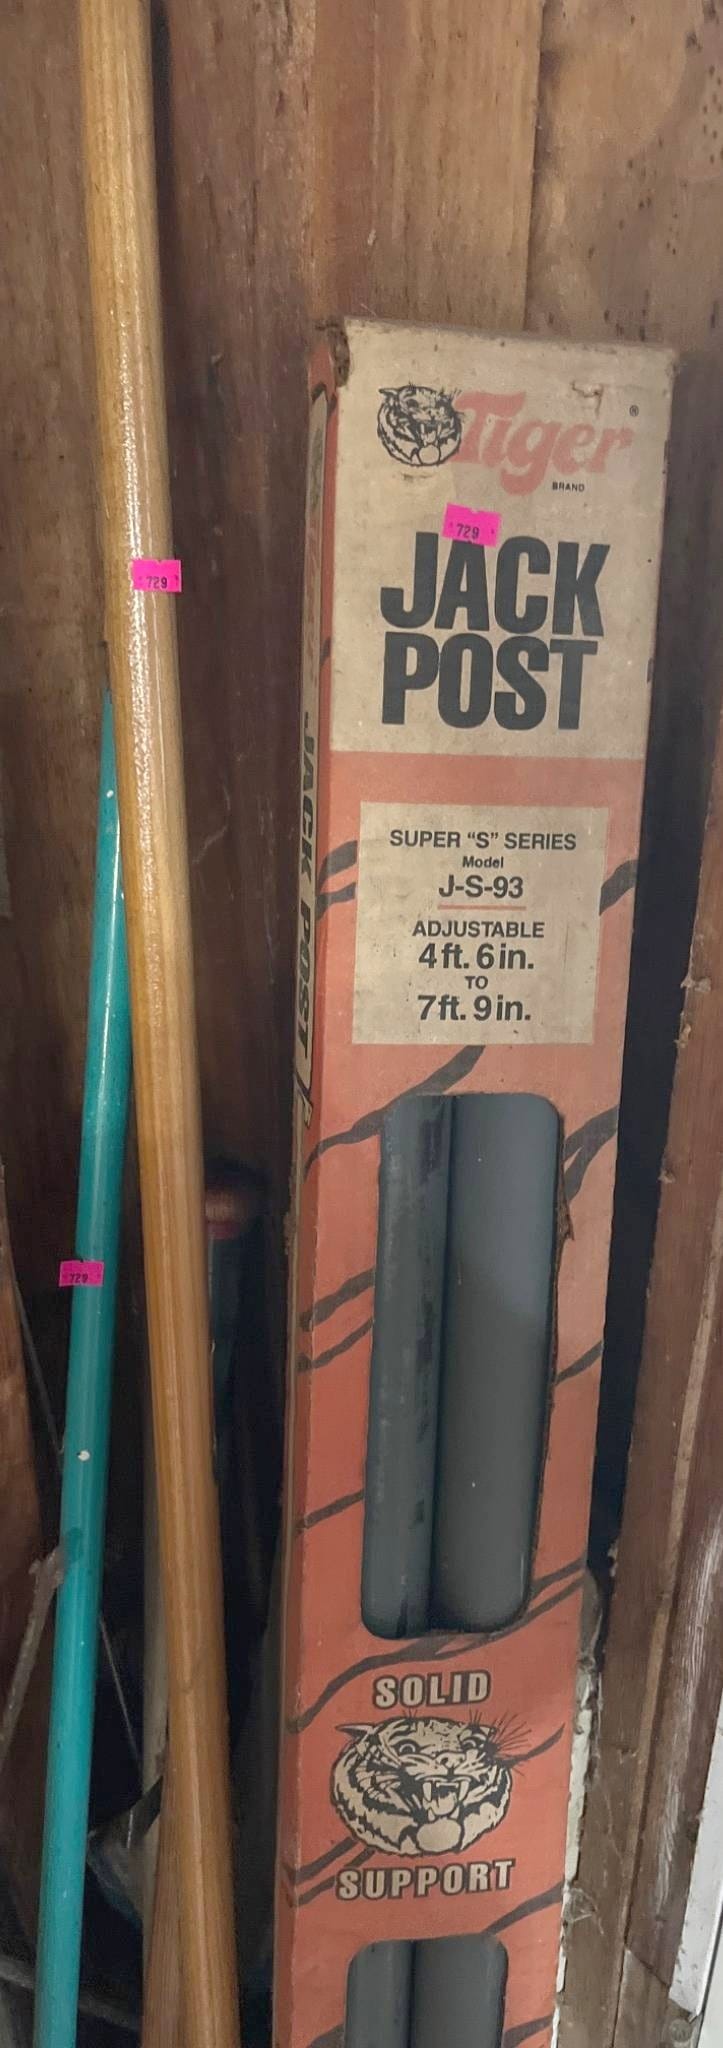 Tiger®
BRAND
729
JACK
POST
SUPER “S” SERIES
Model
J-S-93
ADJUSTABLE
4 ft. 6 in.
TO
7 ft. 9 in.
SOLID
SUPPORT
JACK POST
729
729